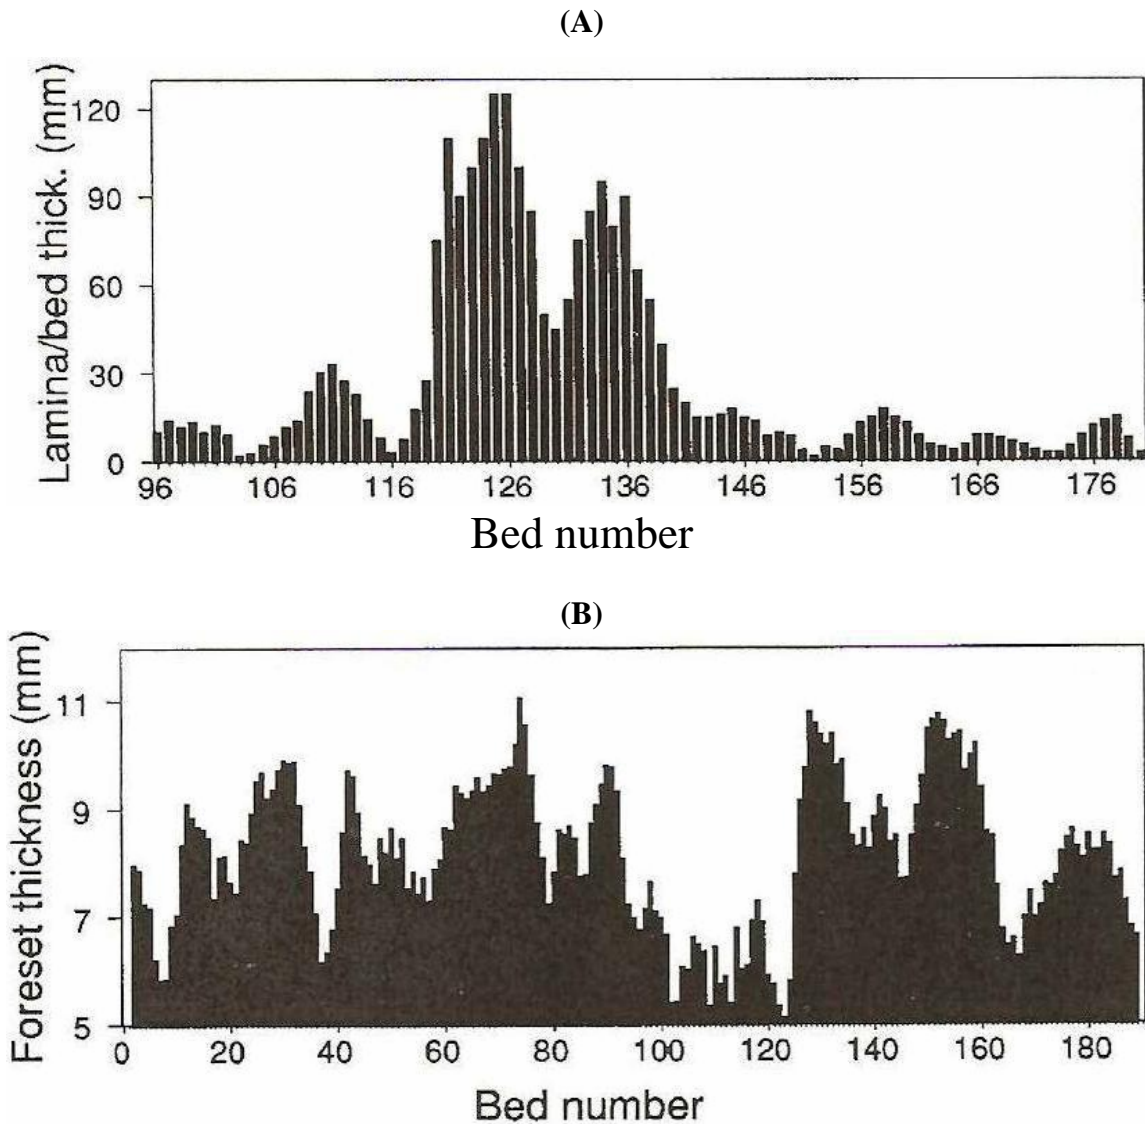 (A)
Lamina/bed thick. (mm)
120
90
60
30
0
96 106 116 126 136 146 156 166 176
Bed number
(B)
Foreset thickness (mm)
11
9
7
5
0 20 40 60 80 100 120 140 160 180
Bed number